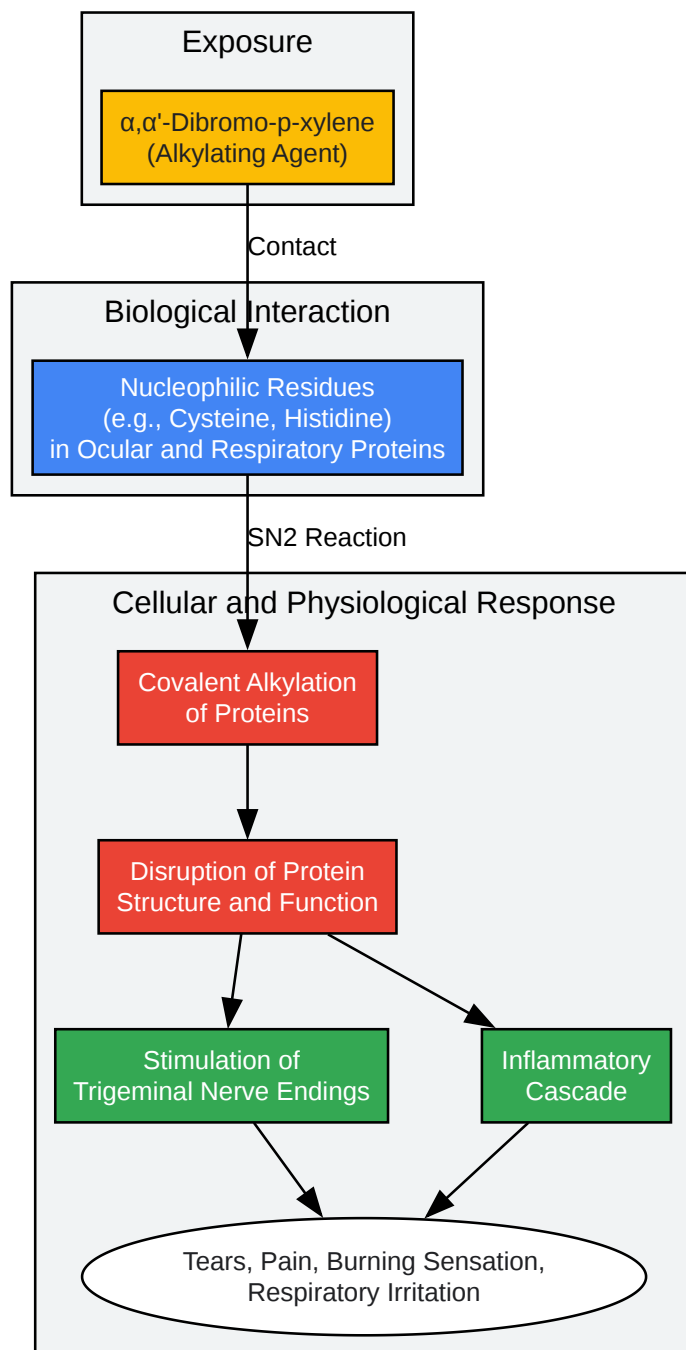 Exposure
α,α'-Dibromo-p-xylene
(Alkylating Agent)
Contact
Biological Interaction
Nucleophilic Residues
(e.g., Cysteine, Histidine)
in Ocular and Respiratory Proteins
SN2 Reaction
Cellular and Physiological Response
Covalent Alkylation
of Proteins
Disruption of Protein
Structure and Function
Stimulation of
Trigeminal Nerve Endings
Inflammatory
Cascade
Tears, Pain, Burning Sensation,
Respiratory Irritation